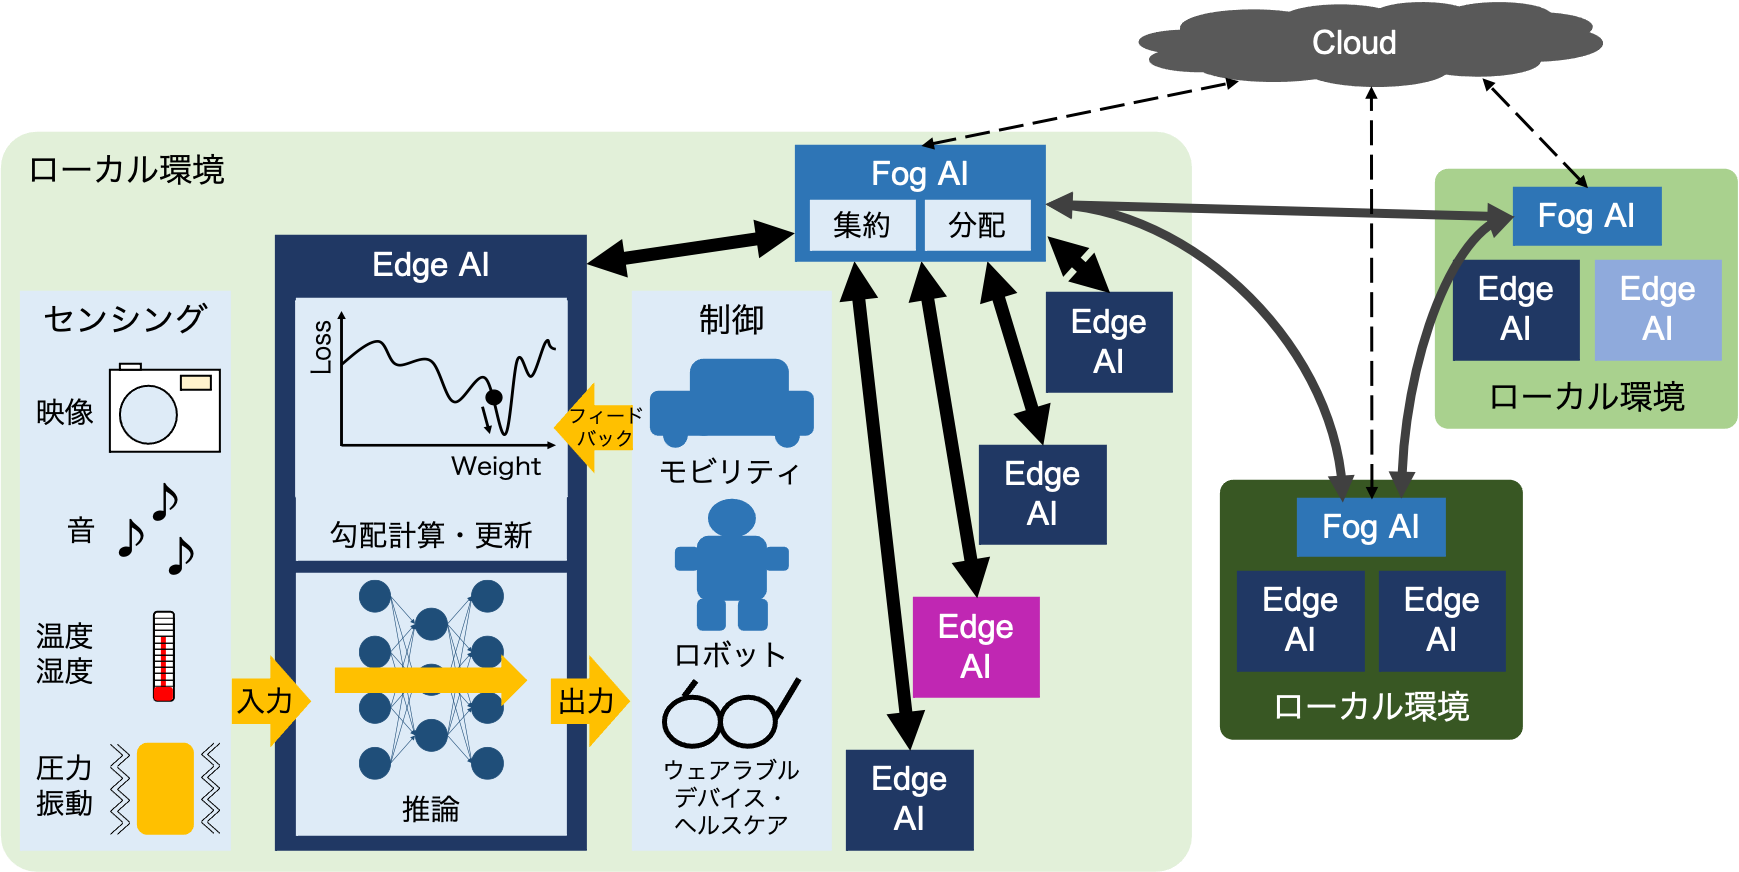 Cloud
ローカル環境
Fog AI
集約
分配
Edge AI
センシング
映像
音
温度
湿度
圧力
振動
入力
Loss
Weight
勾配計算・更新
推論
フィード
バック
出力
制御
モビリティ
ロボット
ウェアラブル
デバイス・
ヘルスケア
Edge
AI
Edge
AI
Edge
AI
Edge
AI
Fog AI
Edge
AI
Edge
AI
ローカル環境
Fog AI
Edge
AI
Edge
AI
ローカル環境